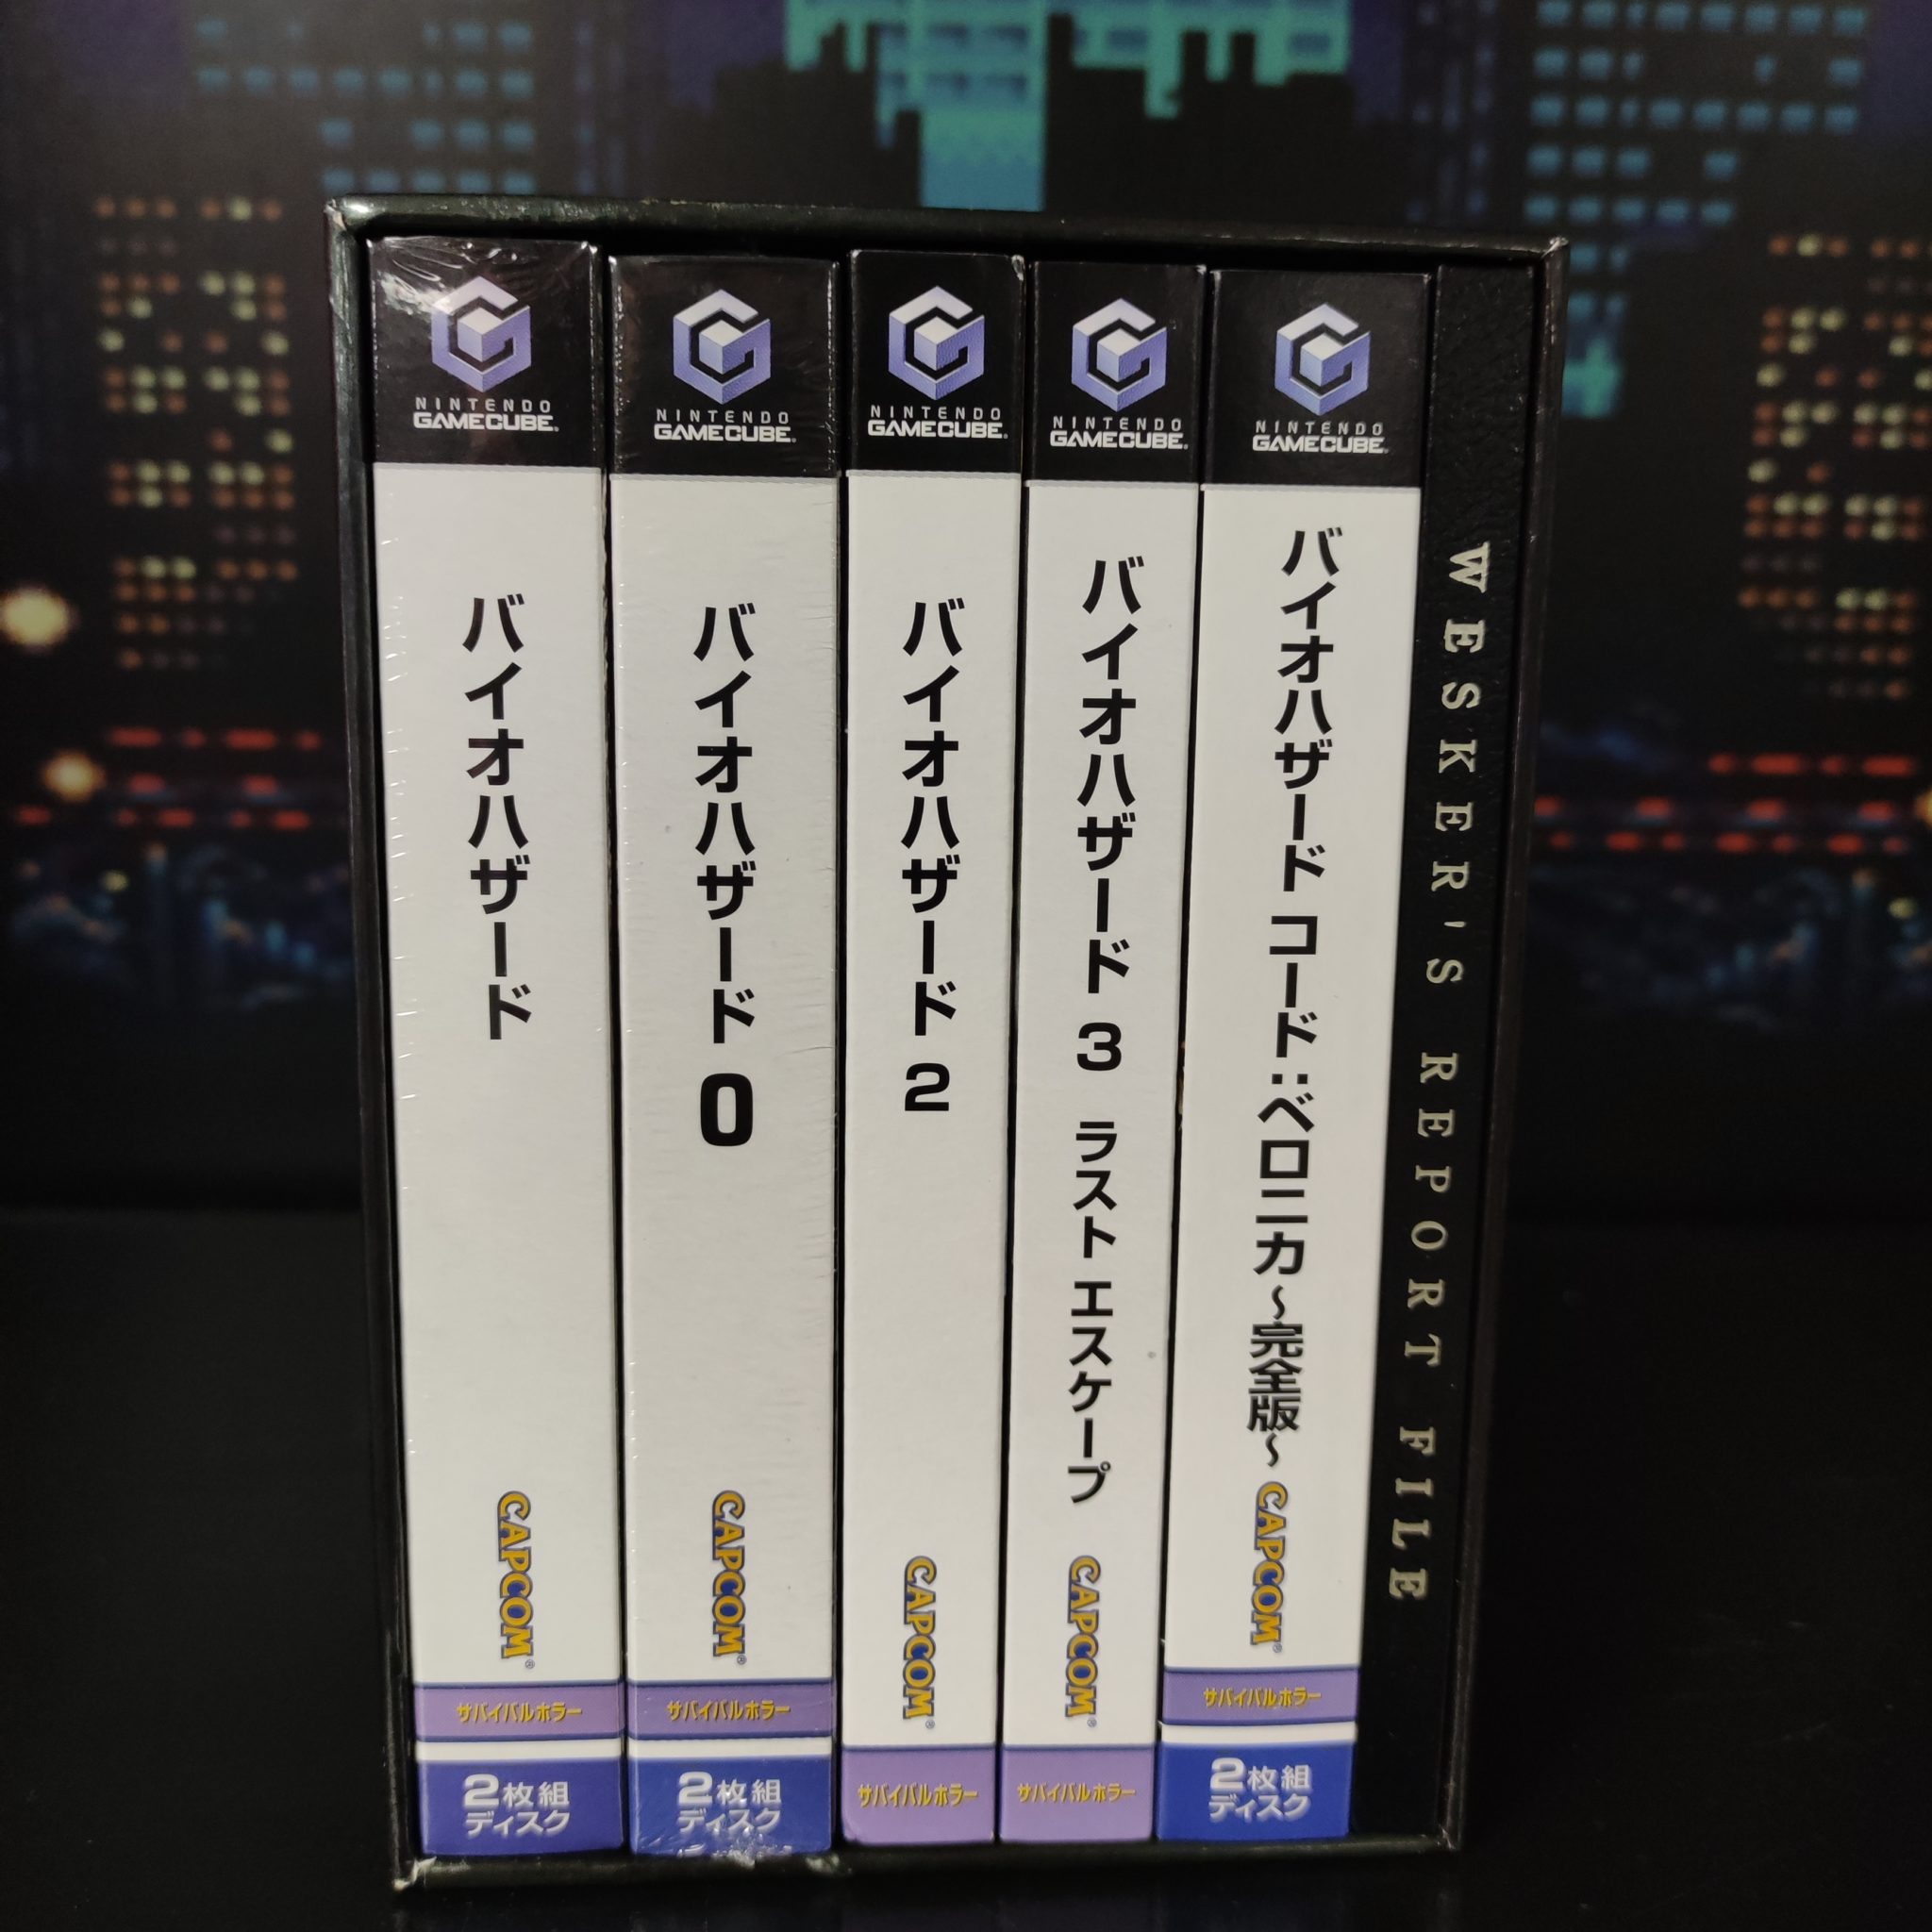 NINTENDO
GAMECUBE®
バイオハザード
CAPCOM®
サバイバルホラー
2枚組
ディスク
NINTENDO
GAMECUBE®
バイオハザード 0
CAPCOM®
サバイバルホラー
2枚組
ディスク
NINTENDO
GAMECUBE®
バイオハザード 2
CAPCOM®
サバイバルホラー
NINTENDO
GAMECUBE®
バイオハザード 3 ラスト エスケープ
CAPCOM®
サバイバルホラー
NINTENDO
GAMECUBE®
バイオハザード コード:ベロニカ～完全版～
CAPCOM®
サバイバルホラー
2枚組
ディスク
WESKER'S REPORT FILE